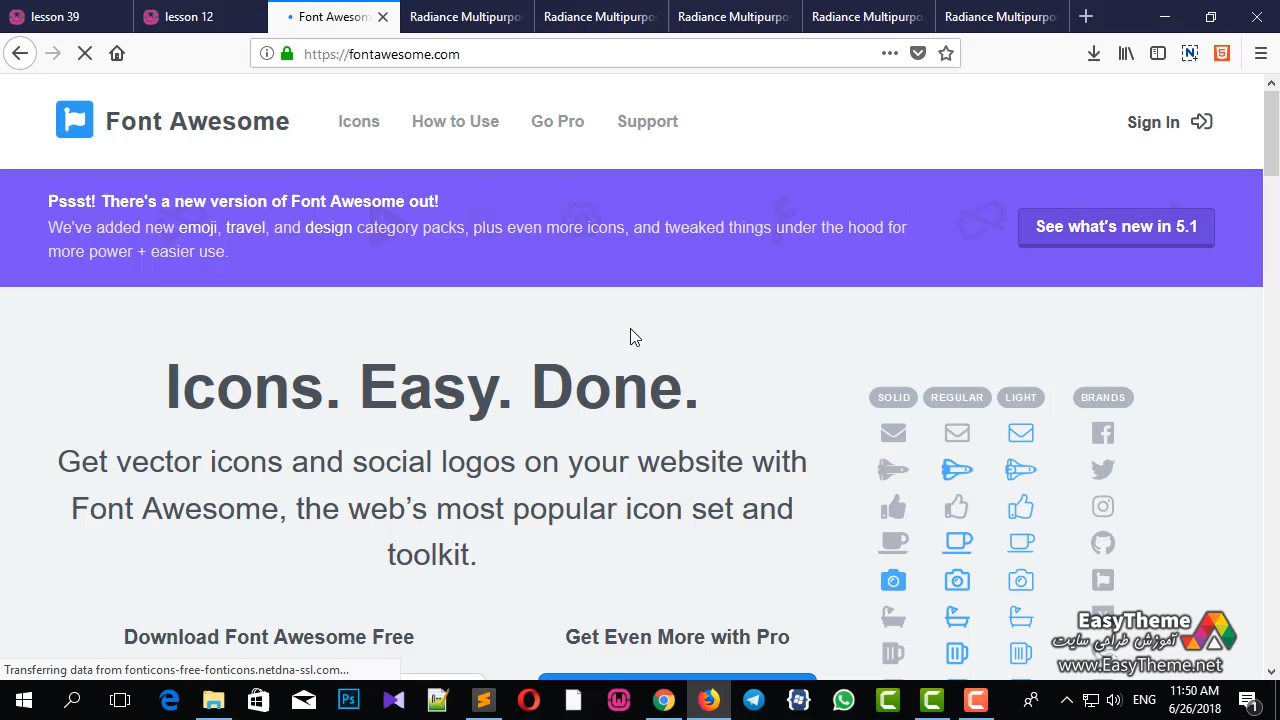 lesson 39
lesson 12
Font Awesom
Radiance Multipurpo
Radiance Multipurpo
Radiance Multipurpo
Radiance Multipurpo
Radiance Multipurpo
https://fontawesome.com
Font Awesome
Icons
How to Use
Go Pro
Support
Sign In
Pssst! There's a new version of Font Awesome out!
We've added new emoji, travel, and design category packs, plus even more icons, and tweaked things under the hood for
more power + easier use.
See what's new in 5.1
Icons. Easy. Done.
Get vector icons and social logos on your website with
Font Awesome, the web's most popular icon set and
toolkit.
SOLID
REGULAR
LIGHT
BRANDS
Download Font Awesome Free
Get Even More with Pro
EasyTheme
آموزش طراحی سایت
www.EasyTheme.net
Transferring data from fonticons-free-fonticons.netdna-ssl.com...
ENG
11:50 AM
6/26/2018